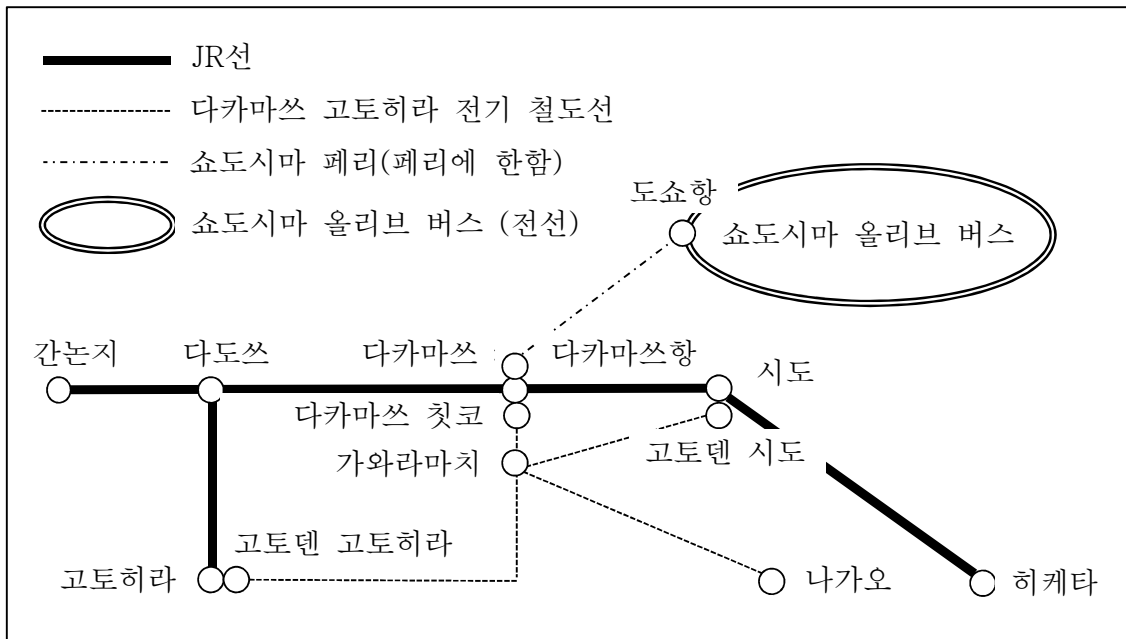 JR선
다카마쓰 고토히라 전기 철도선
쇼도시마 페리(페리에 한함)
쇼도시마 올리브 버스 (전선)
도쇼항
쇼도시마 올리브 버스
간논지
다도쓰
다카마쓰
다카마쓰항
시도
다카마쓰 칫코
가와라마치
고토덴 시도
고토덴 고토히라
고토히라
나가오
히케타